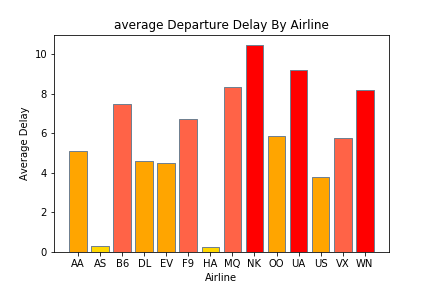 average Departure Delay By Airline
10
8
6
4
2
0
Average Delay
AA AS B6 DL EV F9 HA MQ NK OO UA US VX WN
Airline